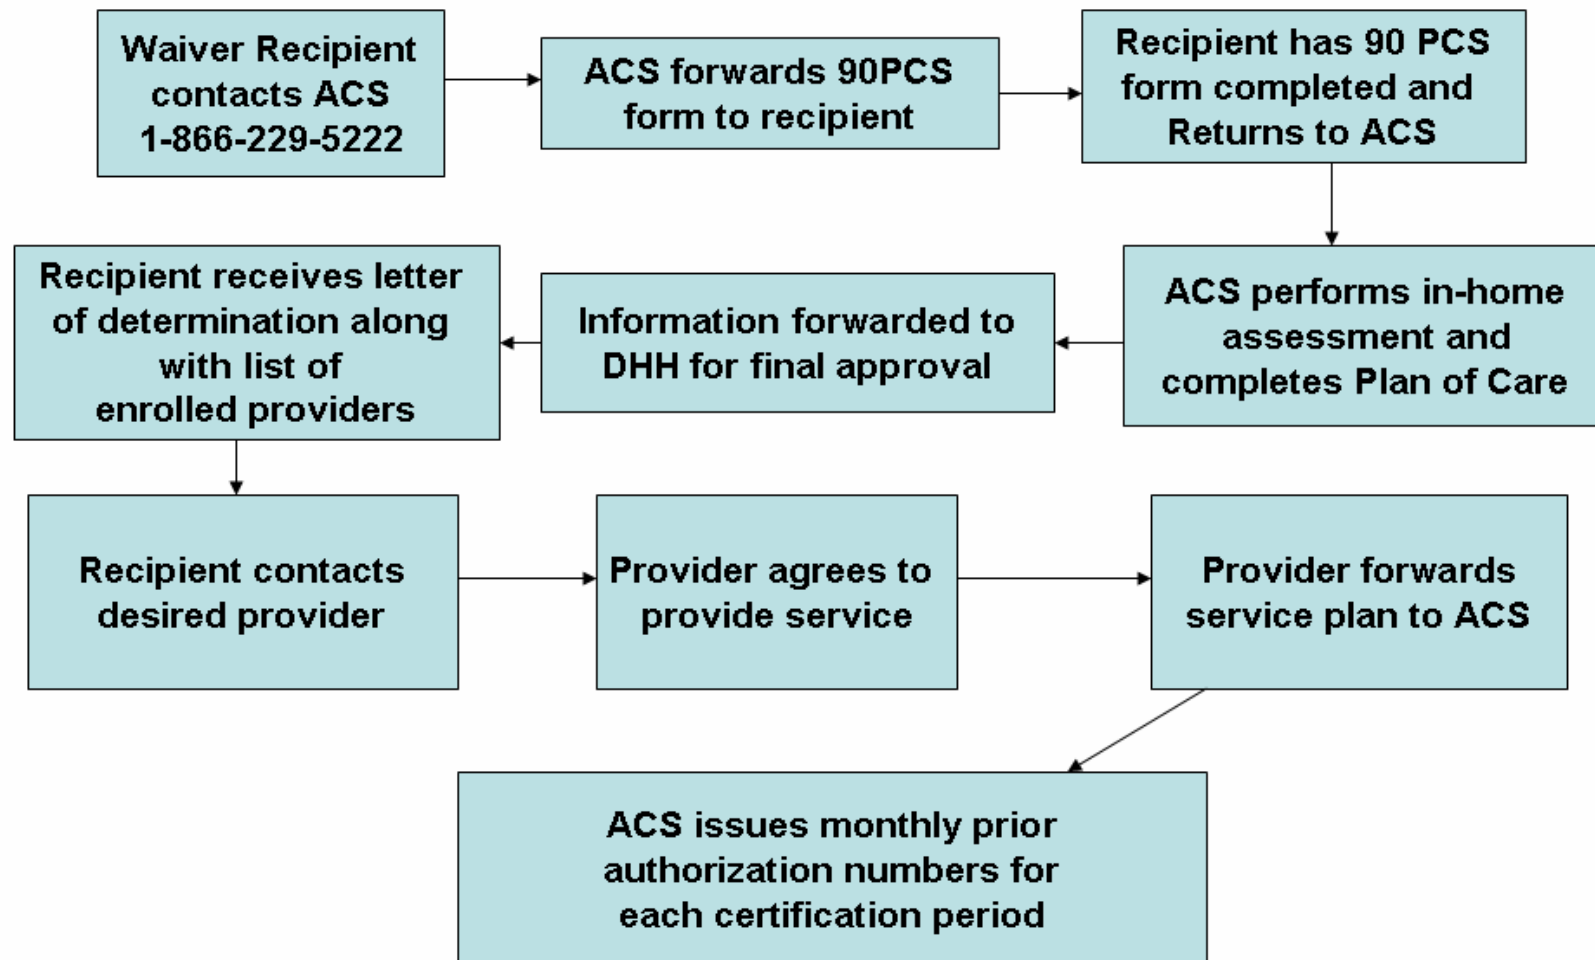 Waiver Recipient
contacts ACS
1-866-229-5222
ACS forwards 90PCS
form to recipient
Recipient has 90 PCS
form completed and
Returns to ACS
ACS performs in-home
assessment and
completes Plan of Care
Information forwarded to
DHH for final approval
Recipient receives letter
of determination along
with list of
enrolled providers
Recipient contacts
desired provider
Provider agrees to
provide service
Provider forwards
service plan to ACS
ACS issues monthly prior
authorization numbers for
each certification period